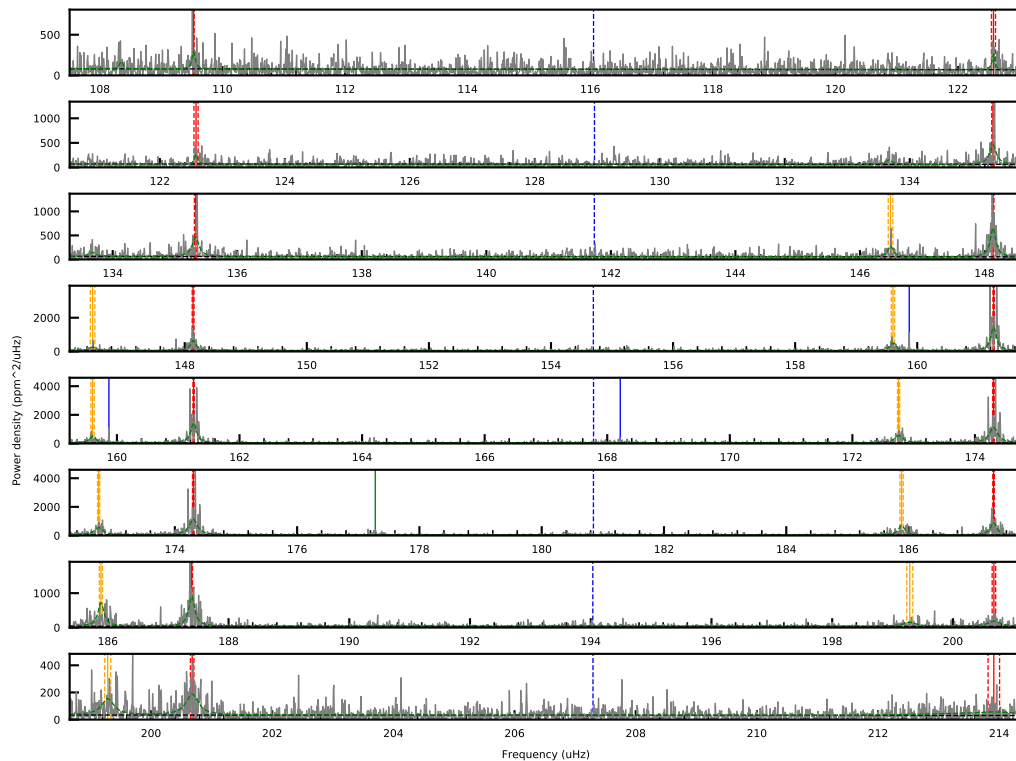 500
0
108 110 112 114 116 118 120 122
1000
500
0
122 124 126 128 130 132 134
1000
500
0
134 136 138 140 142 144 146 148
2000
0
148 150 152 154 156 158 160
4000
2000
0
160 162 164 166 168 170 172 174
4000
2000
0
174 176 178 180 182 184 186
1000
0
186 188 190 192 194 196 198 200
400
200
0
200 202 204 206 208 210 212 214
Power density (ppm^2/uHz)
Frequency (uHz)